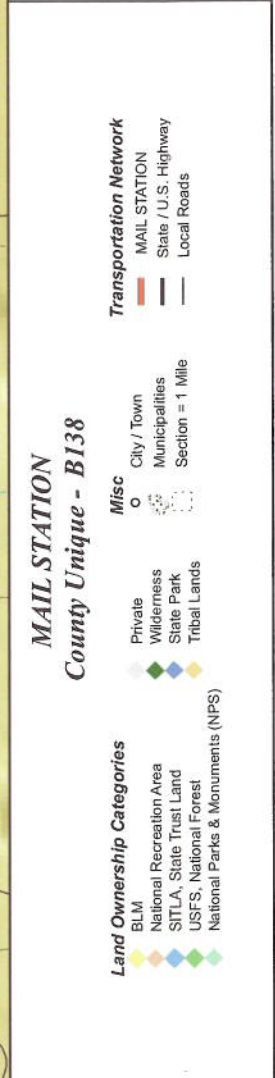 MAIL STATION
County Unique - B138
Land Ownership Categories
BLM
National Recreation Area
SITLA, State Trust Land
USFS, National Forest
National Parks & Monuments (NPS)
Private
Wilderness
State Park
Tribal Lands
Misc
City / Town
Municipalities
Section = 1 Mile
Transportation Network
MAIL STATION
State / U.S. Highway
Local Roads